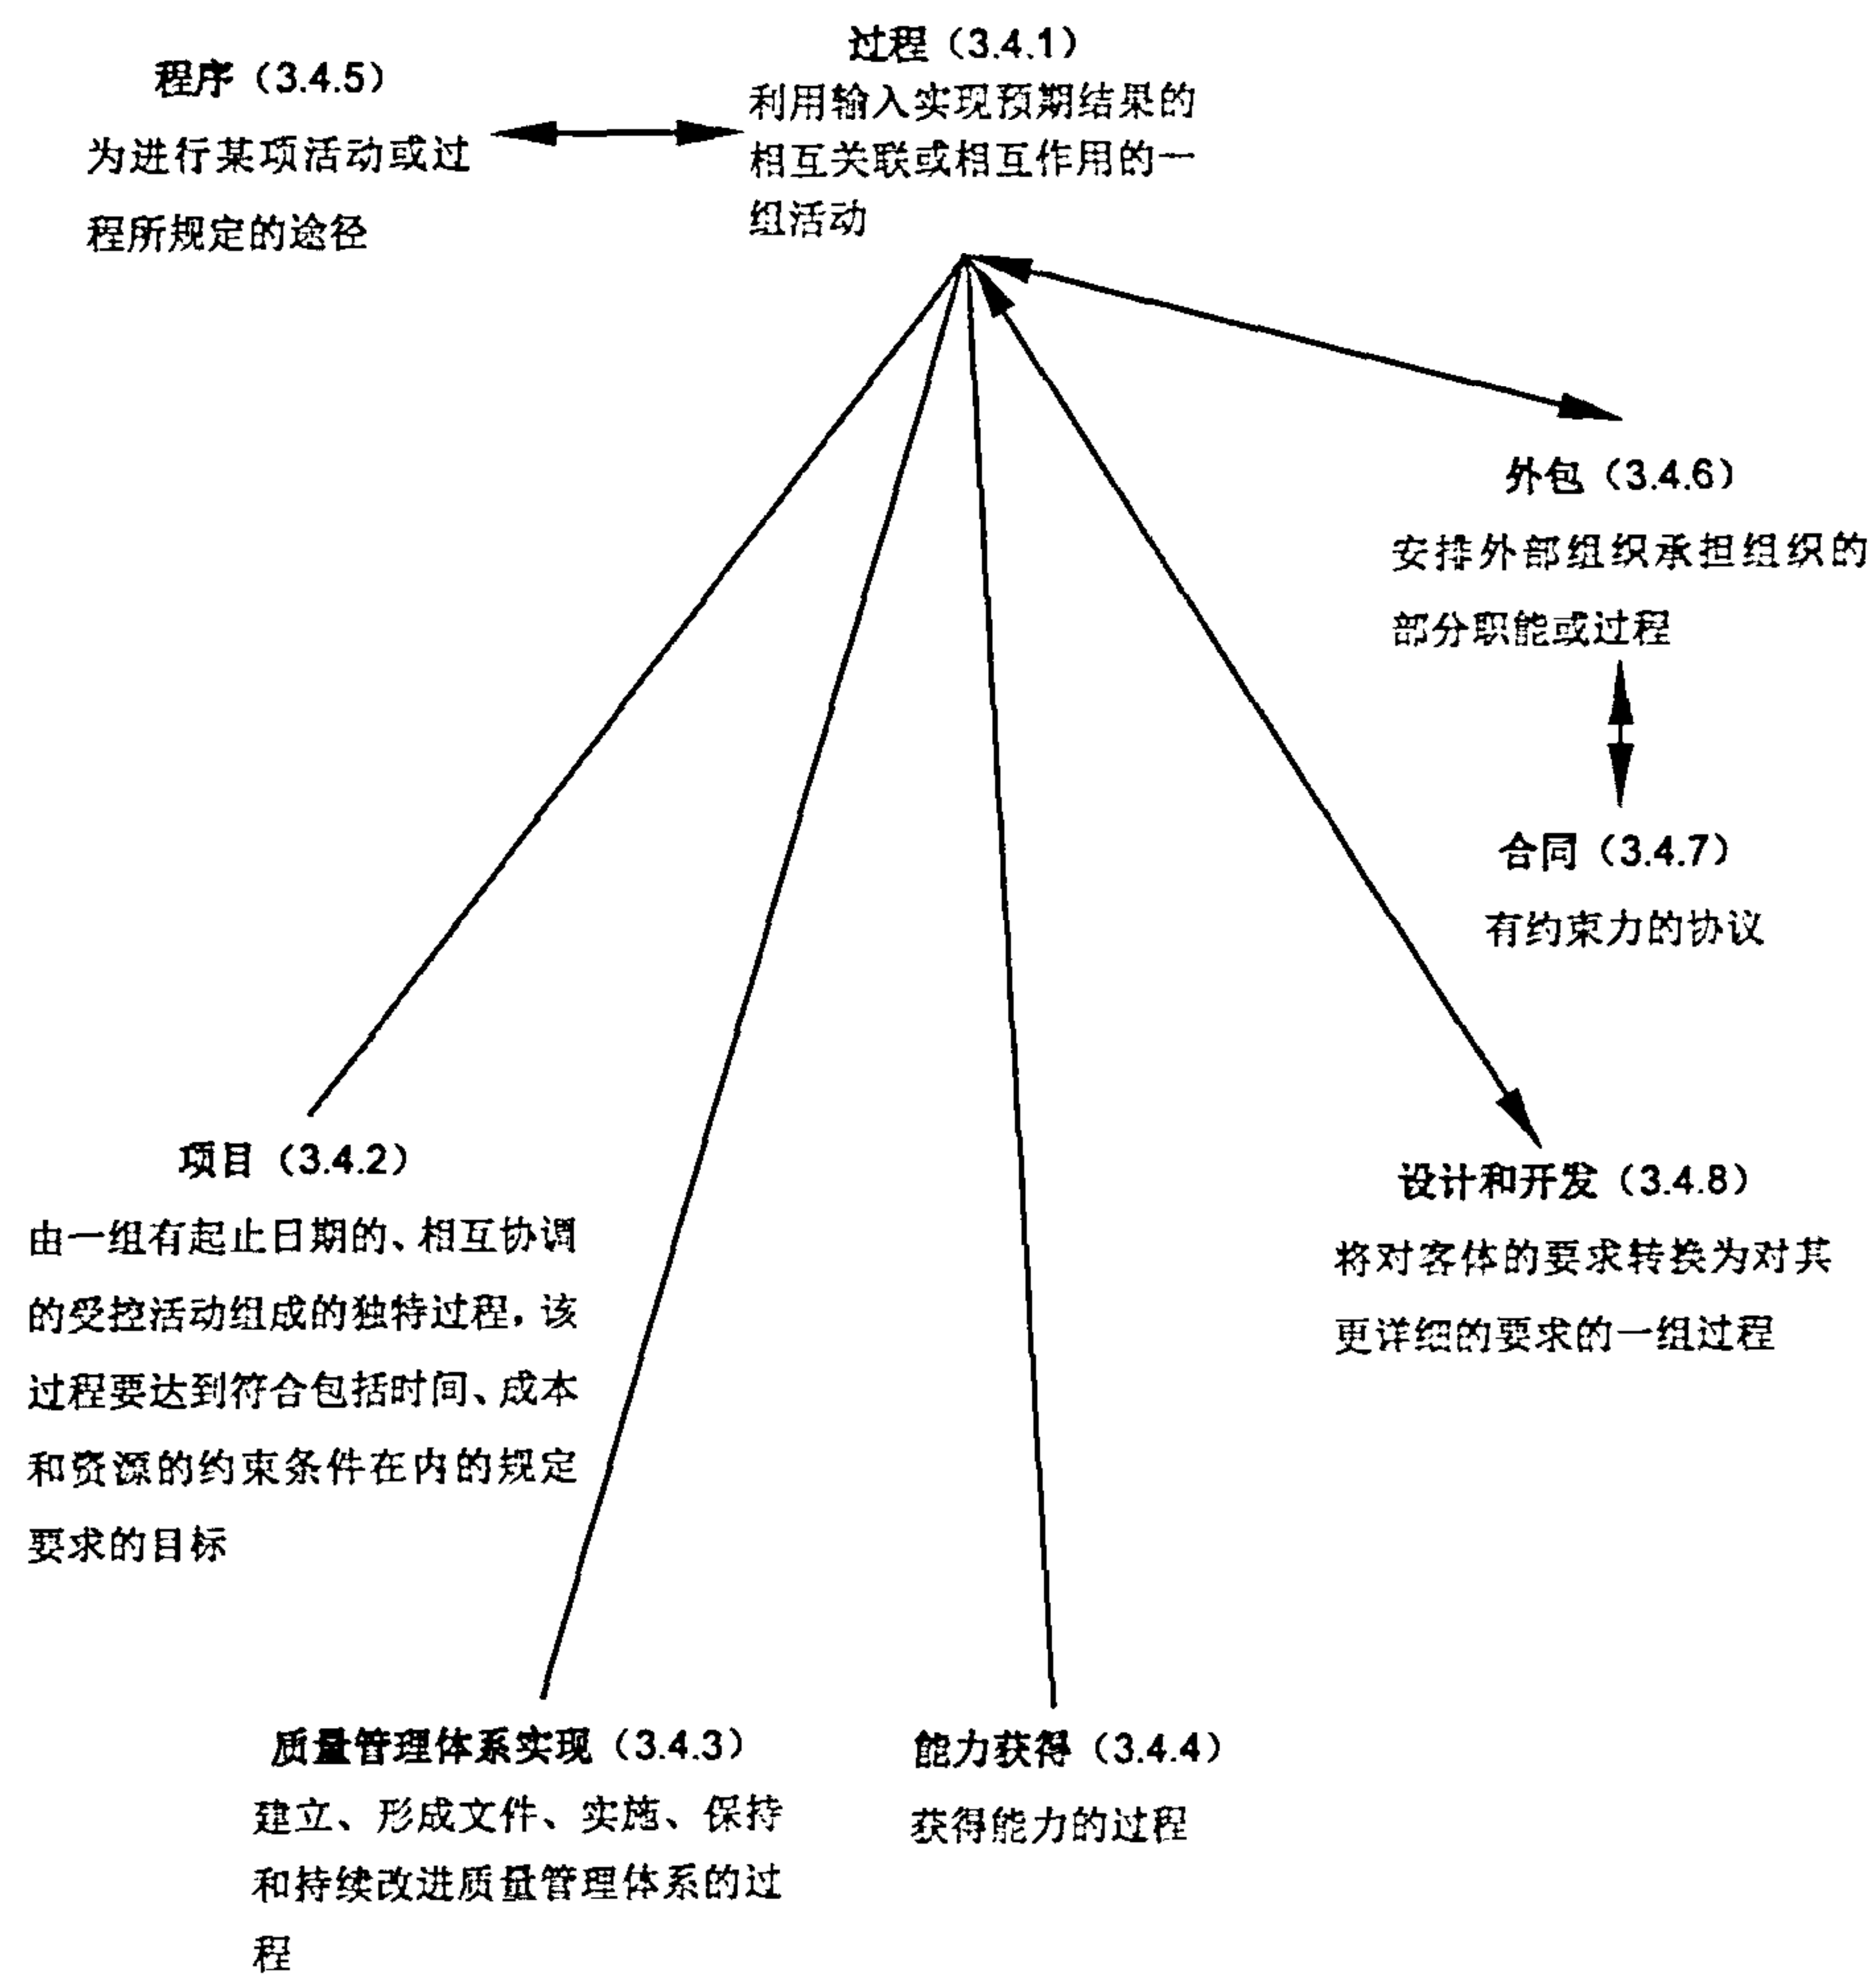 过程（3.4.1）
利用输入实现预期结果的
相互关联或相互作用的一
组活动
程序（3.4.5）
为进行某项活动或过
程所规定的途径
外包（3.4.6）
安排外部组织承担组织的
部分职能或过程
合同（3.4.7）
有约束力的协议
项目（3.4.2）
由一组有起止日期的、相互协调
的受控活动组成的独特过程，该
过程要达到符合包括时间、成本
和资源的约束条件在内的规定
要求的目标
设计和开发（3.4.8）
将对客体的要求转换为对其
更详细的要求的一组过程
质量管理体系实现（3.4.3）
建立、形成文件、实施、保持
和持续改进质量管理体系的过
程
能力获得（3.4.4）
获得能力的过程